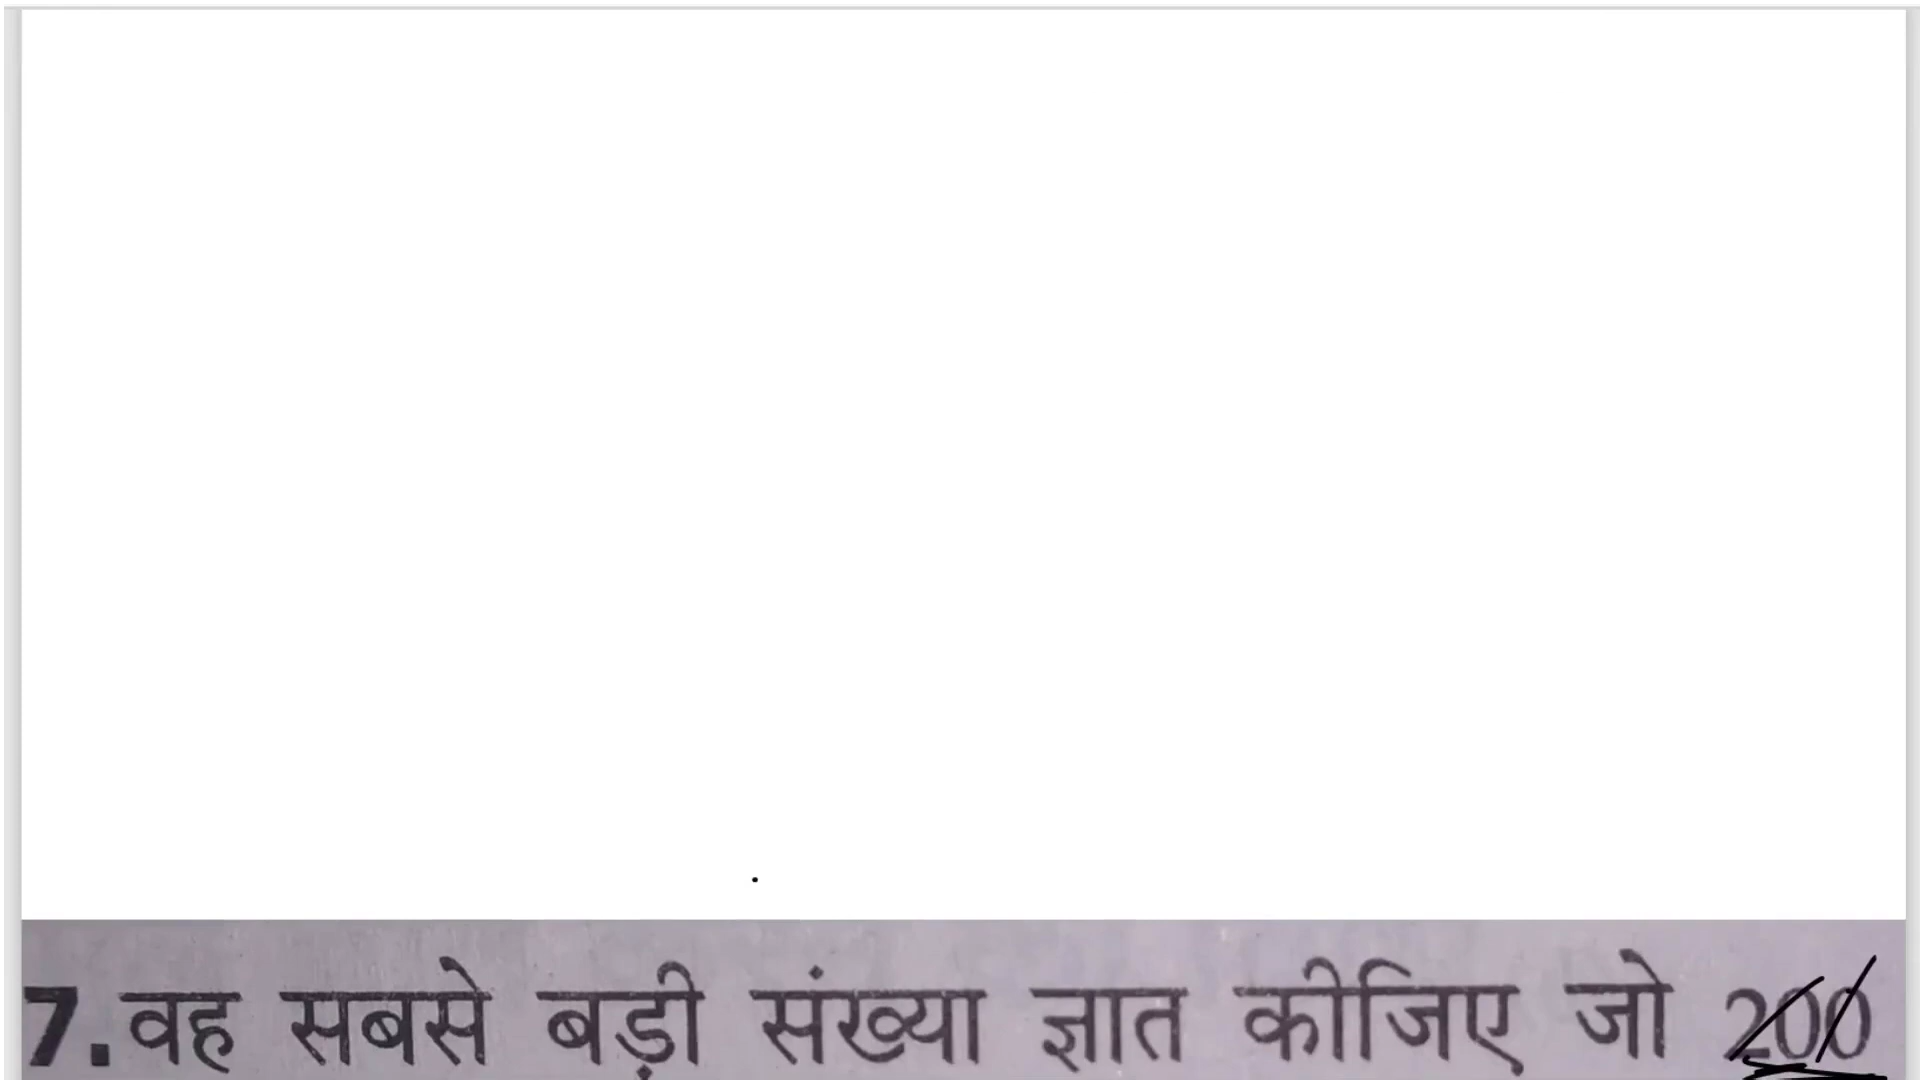 7. वह सबसे बड़ी संख्या ज्ञात कीजिए जो 200